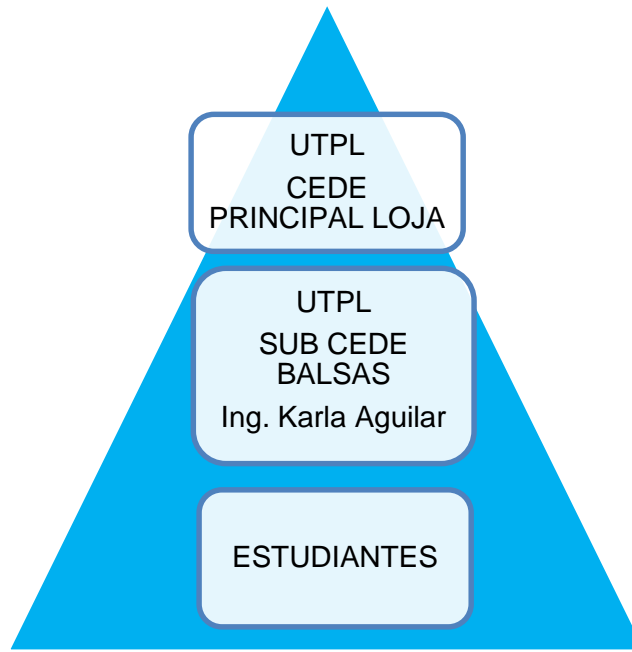 UTPL
CEDE
PRINCIPAL LOJA
UTPL
SUB CEDE
BALSAS
Ing. Karla Aguilar
ESTUDIANTES